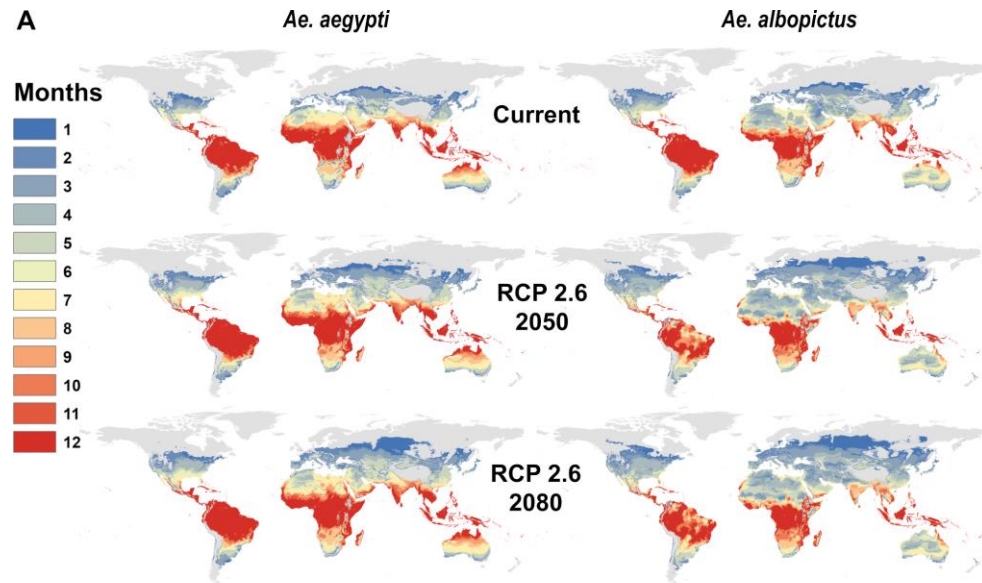 A
Ae. aegypti
Ae. albopictus
Months
1
2
3
4
5
6
7
8
9
10
11
12
Current
RCP 2.6
2050
RCP 2.6
2080